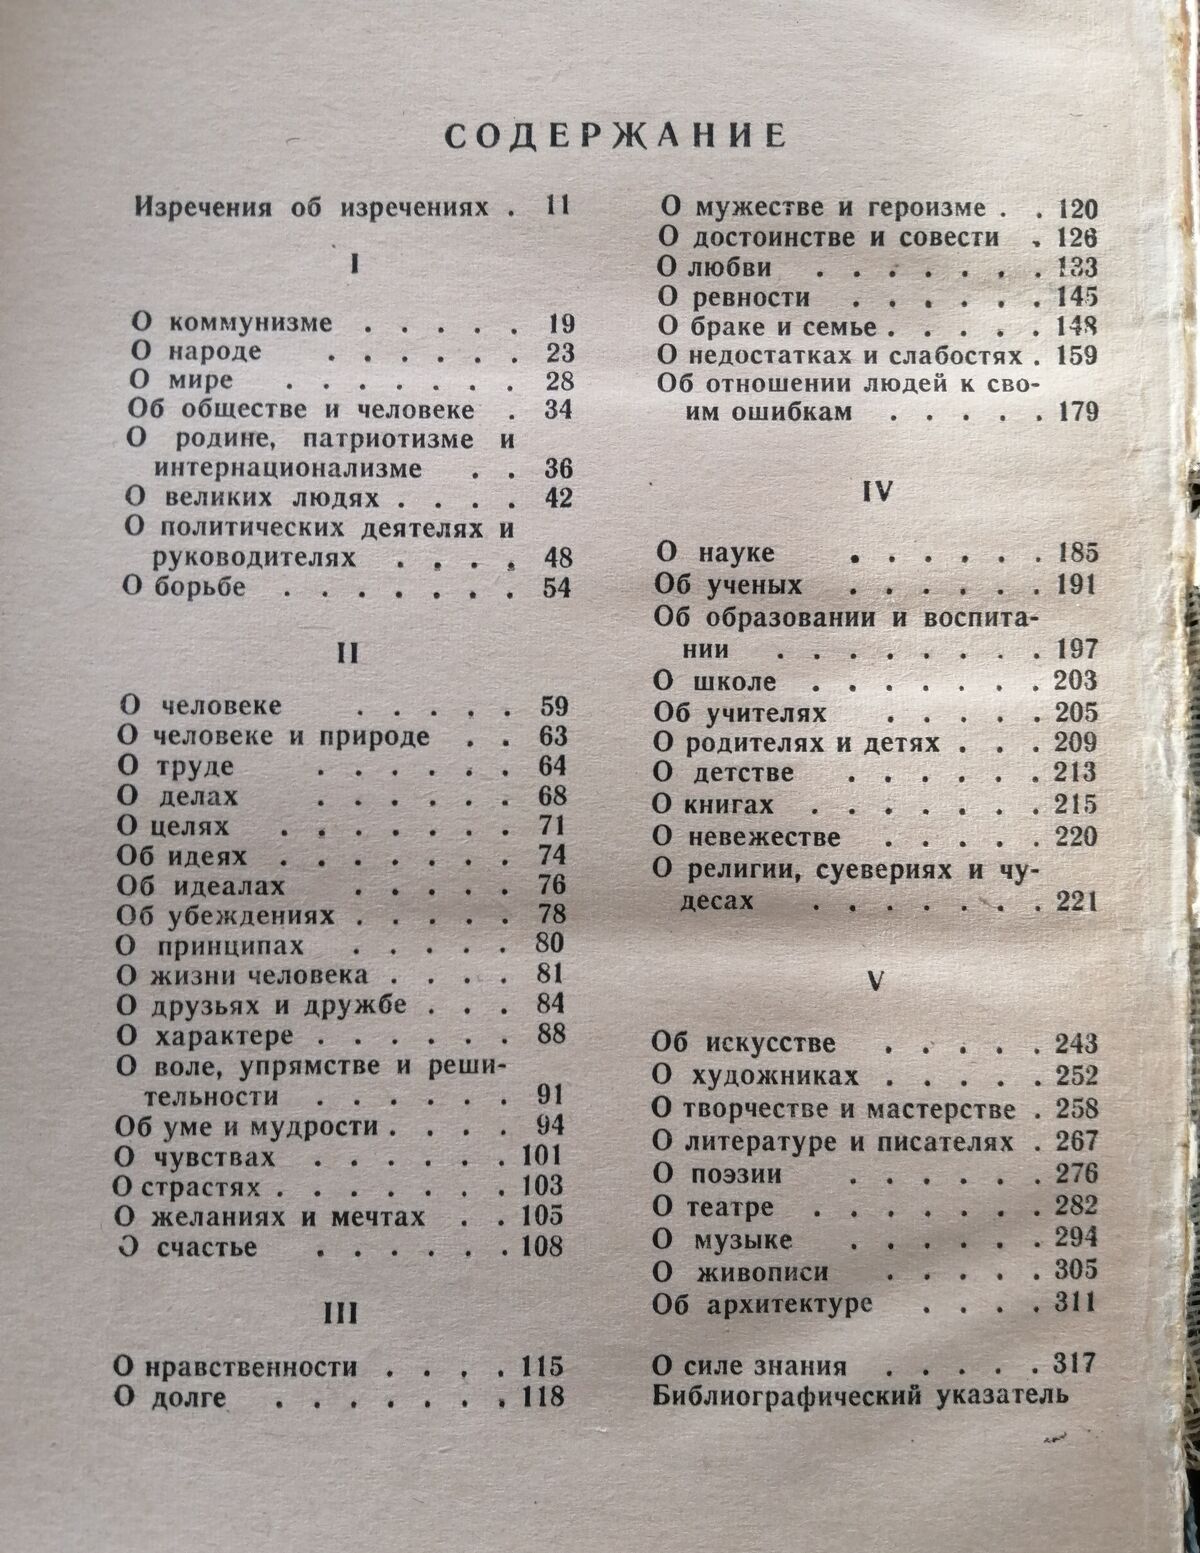 СОДЕРЖАНИЕ
Изречения об изречениях . 11
I
О коммунизме . . . . . 19
О народе . . . . . . 23
О мире . . . . . . . 28
Об обществе и человеке . 34
О родине, патриотизме и
интернационализме . . 36
О великих людях . . . . 42
О политических деятелях и
руководителях . . . . 48
О борьбе . . . . . . . 54
II
О человеке . . . . . 59
О человеке и природе . . 63
О труде . . . . . . 64
О делах . . . . . . 68
О целях . . . . . . . 71
Об идеях . . . . . . . 74
Об идеалах . . . . . 76
Об убеждениях . . . . . 78
О принципах . . . . . 80
О жизни человека . . . . 81
О друзьях и дружбе . . . 84
О характере . . . . . . 88
О воле, упрямстве и реши-
тельности . . . . . . 91
Об уме и мудрости . . . . 94
О чувствах . . . . . . 101
О страстях . . . . . . . 103
О желаниях и мечтах . . 105
О счастье . . . . . . 108
III
О нравственности . . . . 115
О долге . . . . . . . 118
О мужестве и героизме . . 120
О достоинстве и совести . 126
О любви . . . . . . . 133
О ревности . . . . . . 145
О браке и семье . . . . . 148
О недостатках и слабостях . 159
Об отношении людей к сво-
им ошибкам . . . . . 179
IV
О науке . . . . . . 185
Об ученых . . . . . . 191
Об образовании и воспита-
нии . . . . . . . . 197
О школе . . . . . . . 203
Об учителях . . . . . 205
О родителях и детях . . . 209
О детстве . . . . . . 213
О книгах . . . . . . . 215
О невежестве . . . . . 220
О религии, суевериях и чу-
десах . . . . . . . 221
V
Об искусстве . . . . . 243
О художниках . . . . . 252
О творчестве и мастерстве . 258
О литературе и писателях . 267
О поэзии . . . . . . 276
О театре . . . . . . . 282
О музыке . . . . . . 294
О живописи . . . . . 305
Об архитектуре . . . . 311
О силе знания . . . . . 317
Библиографический указатель